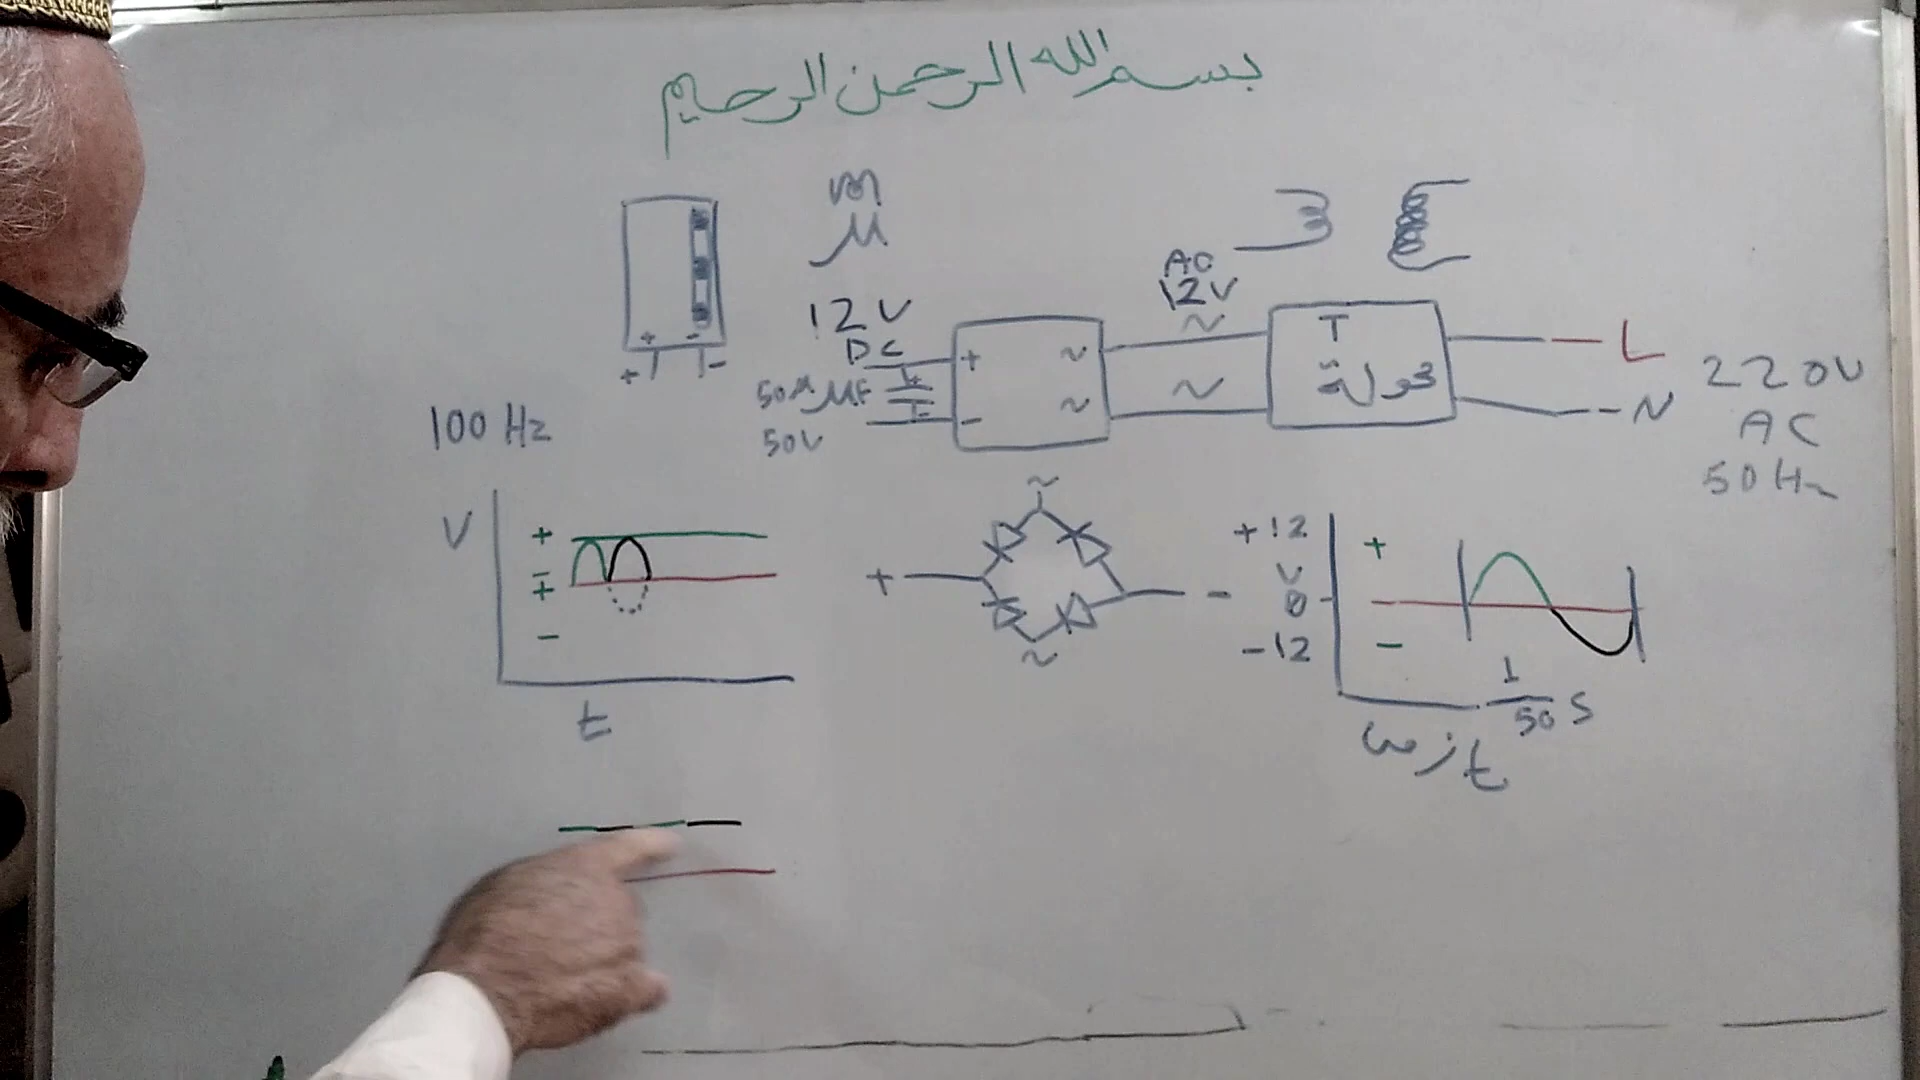 بسم الله الرحمن الرحيم
m
µ
AC
12V
~
~
12V
DC
+
-
~
~
T
محولة
L
N
220V
AC
50Hz
+
-
+
-
µF
50V
+
-
100 Hz
V
+
-
+
-
t
~
+
-
~
+12
V
0
-12
+
-
1/50 S
زمن t